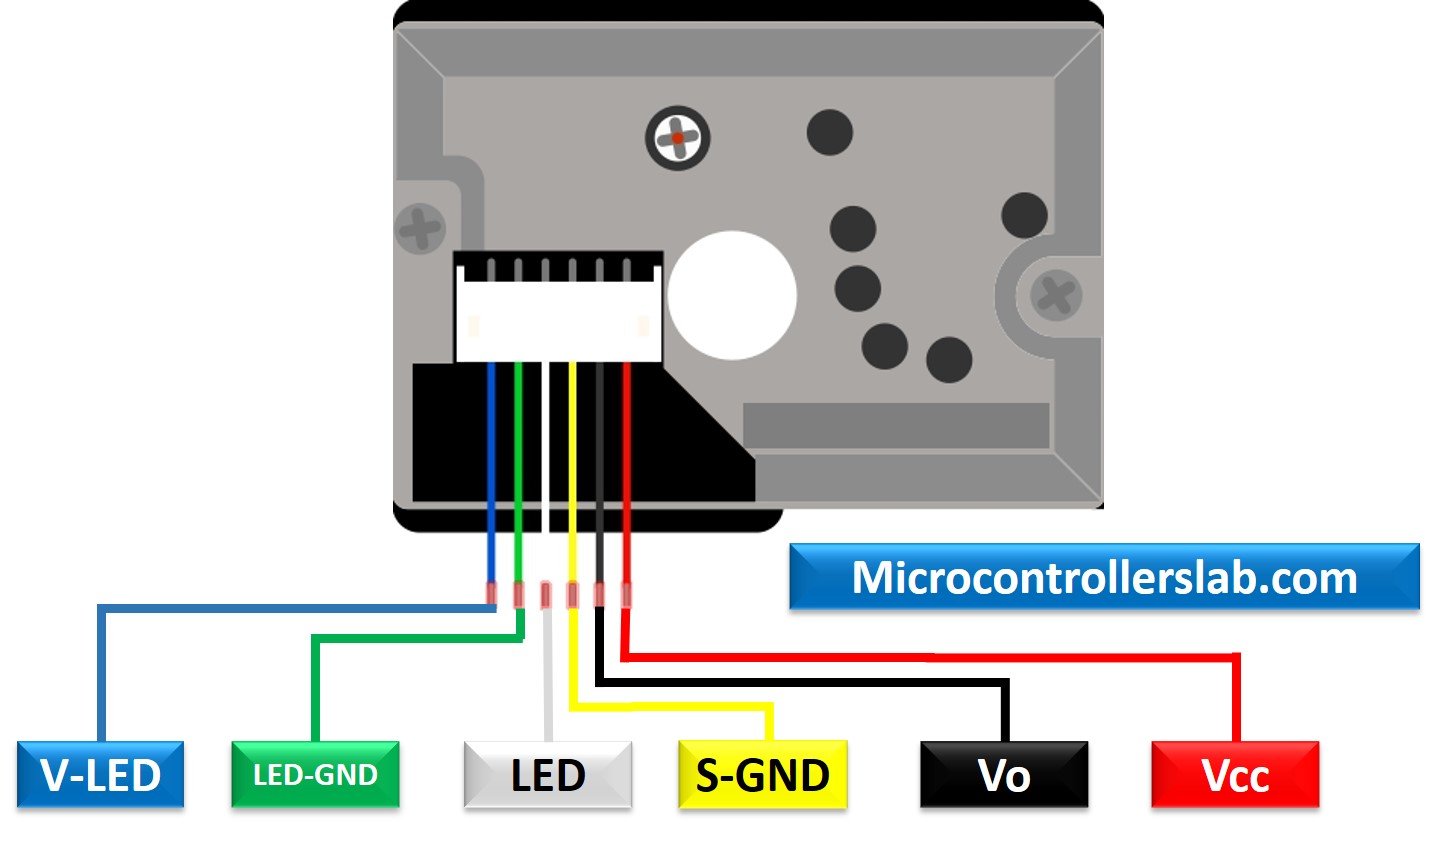 Microcontrollerslab.com
V-LED
LED-GND
LED
S-GND
Vo
Vcc